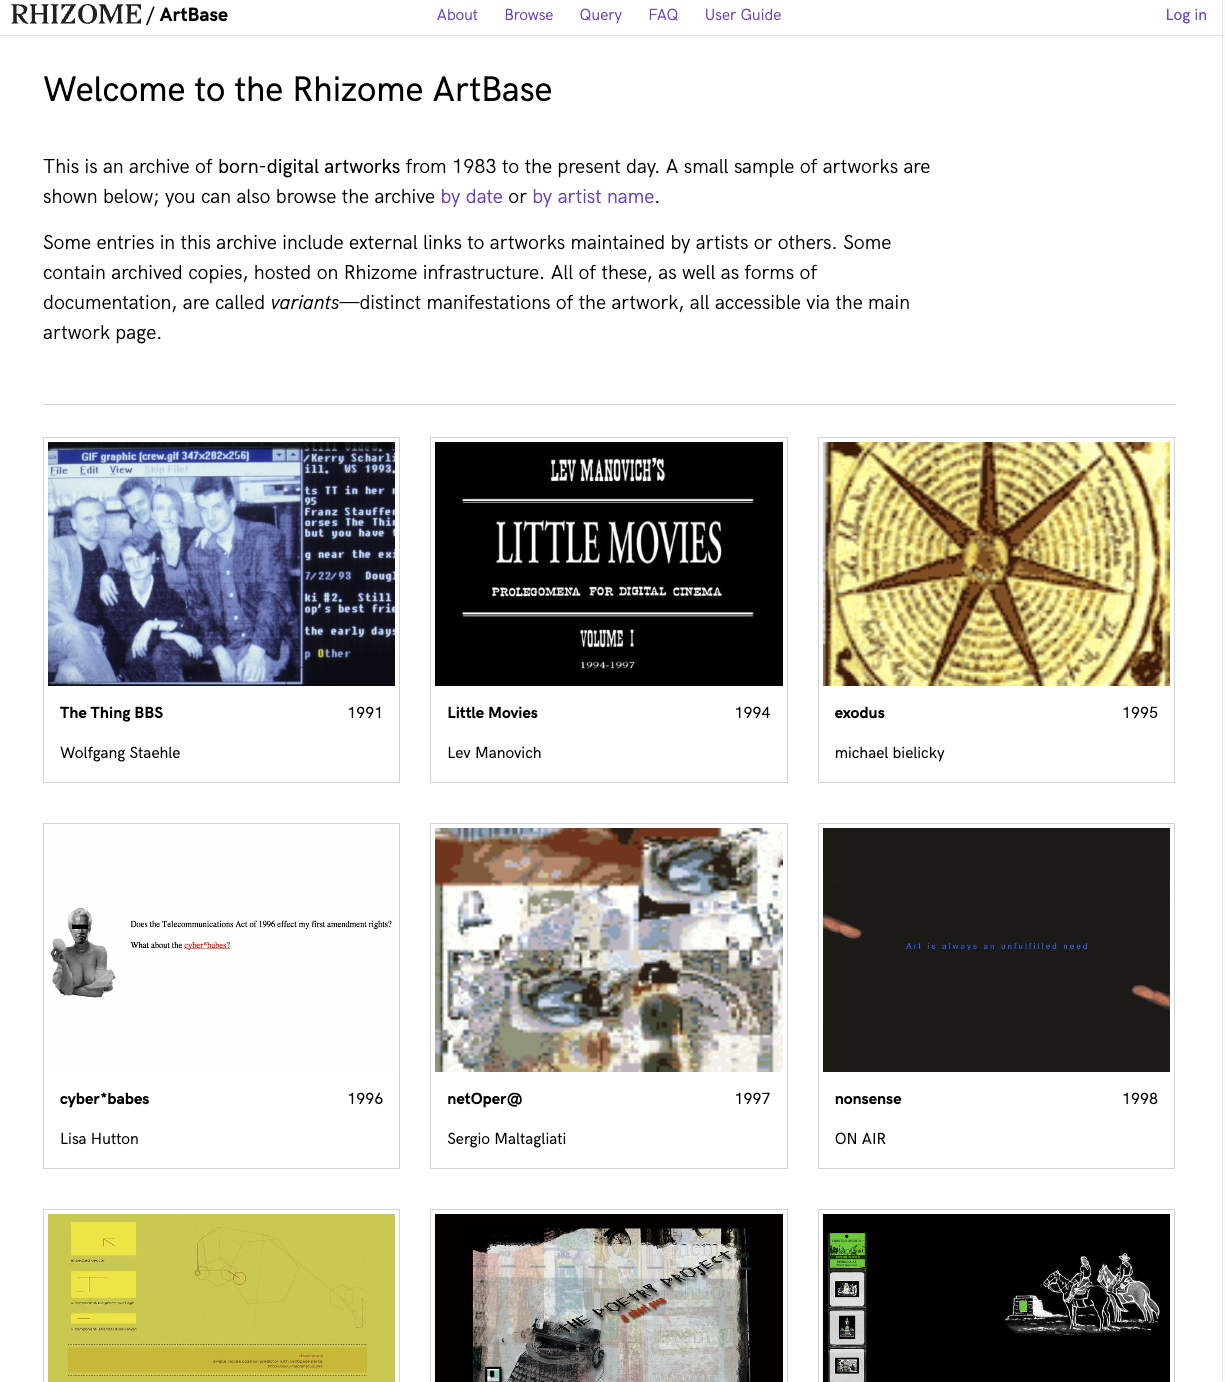 RHIZOME / ArtBase
About Browse Query FAQ User Guide
Log in
Welcome to the Rhizome ArtBase
This is an archive of born-digital artworks from 1983 to the present day. A small sample of artworks are
shown below; you can also browse the archive by date or by artist name.
Some entries in this archive include external links to artworks maintained by artists or others. Some
contain archived copies, hosted on Rhizome infrastructure. All of these, as well as forms of
documentation, are called variants—distinct manifestations of the artwork, all accessible via the main
artwork page.
GIF graphic (crew.gif 347x282x256)
File Edit View Skip File!
/Kerry Scharli
ill. WS 1993.
ts TT in her
95
Franz Stauffer
orses The Thin
but you have
g near the exi
7/22/93 Dougl
ki #2. Still
op's best frie
the early days
p Other
LEV MANOVICH'S
LITTLE MOVIES
PROLEGOMENA FOR DIGITAL CINEMA
VOLUME I
1994-1997
The Thing BBS 1991
Wolfgang Staehle
Little Movies 1994
Lev Manovich
exodus 1995
michael bielicky
Does the Telecommunications Act of 1996 effect my first amendment rights?
What about the cyber*babes?
Art is always an unfulfilled need
cyber*babes 1996
Lisa Hutton
netOper@ 1997
Sergio Maltagliati
nonsense 1998
ON AIR
expected vector
THE POETRY PROJECT